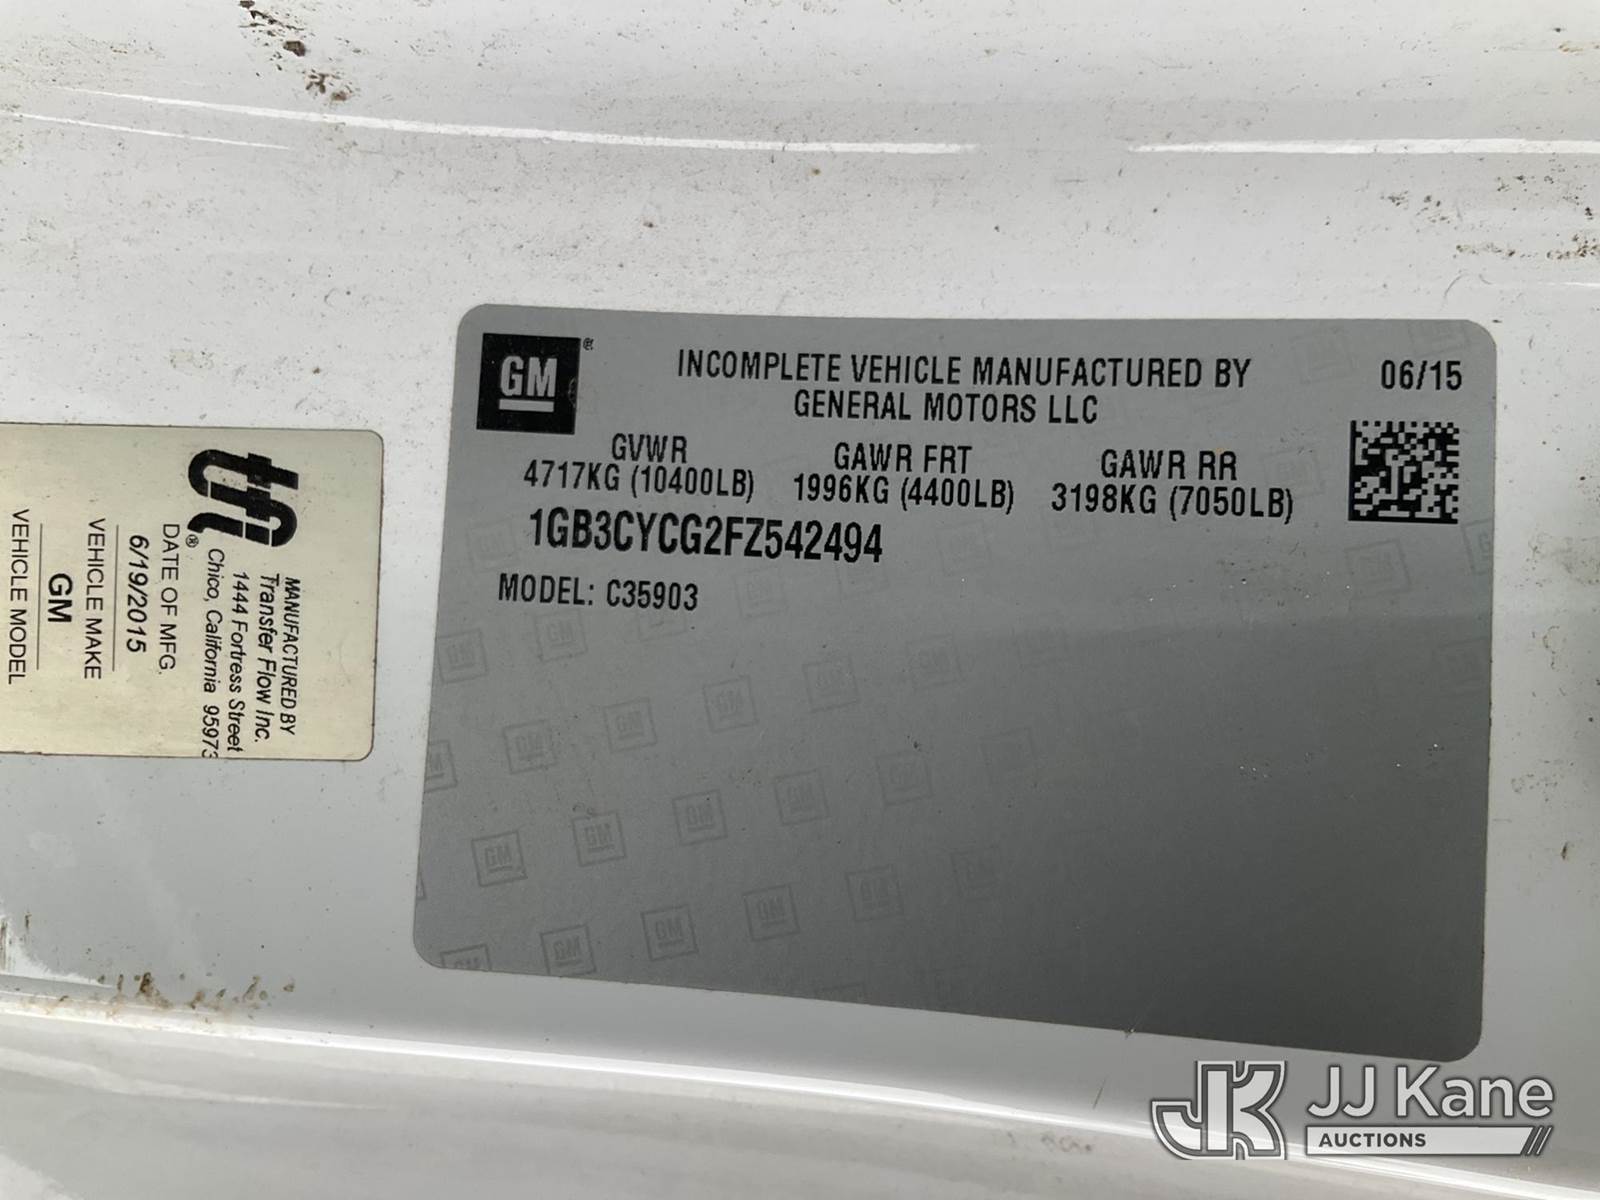 GM®
INCOMPLETE VEHICLE MANUFACTURED BY
GENERAL MOTORS LLC
06/15
GVWR
4717KG (10400LB)
GAWR FRT
1996KG (4400LB)
GAWR RR
3198KG (7050LB)
1GB3CYCG2FZ542494
MODEL: C35903
tfi®
MANUFACTURED BY
Transfer Flow Inc.
1444 Fortress Street
Chico, California 95973
DATE OF MFG.
6/19/2015
VEHICLE MAKE
GM
VEHICLE MODEL
JK JJ Kane
AUCTIONS